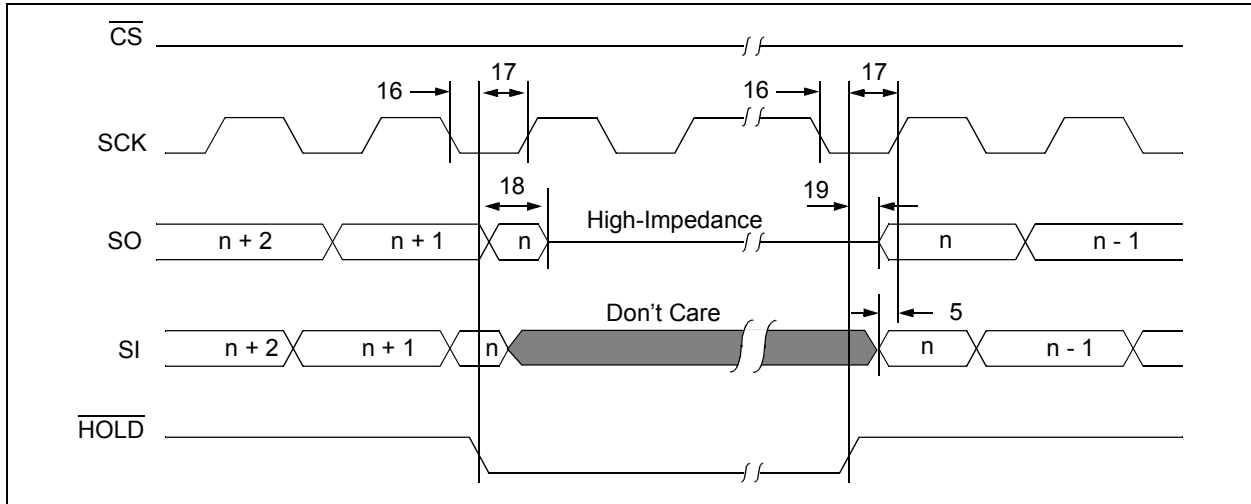 CS
16 17 16 17
SCK
18 19
High-Impedance
SO n + 2 n + 1 n n n - 1
Don't Care 5
SI n + 2 n + 1 n n n - 1
HOLD